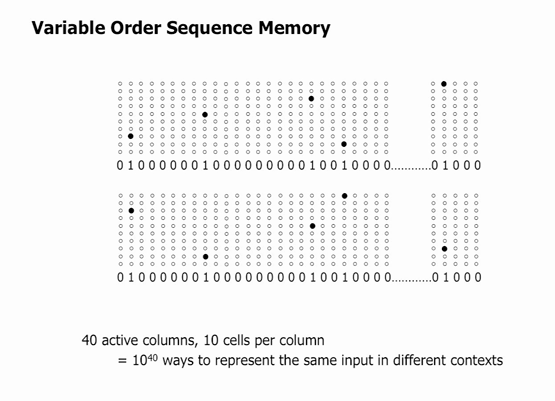 Variable Order Sequence Memory
0 1 0 0 0 0 0 0 1 0 0 0 0 0 0 0 0 0 1 0 0 1 0 0 0 0...........0 1 0 0 0
0 1 0 0 0 0 0 0 1 0 0 0 0 0 0 0 0 0 1 0 0 1 0 0 0 0...........0 1 0 0 0
40 active columns, 10 cells per column
= 10⁴⁰ ways to represent the same input in different contexts